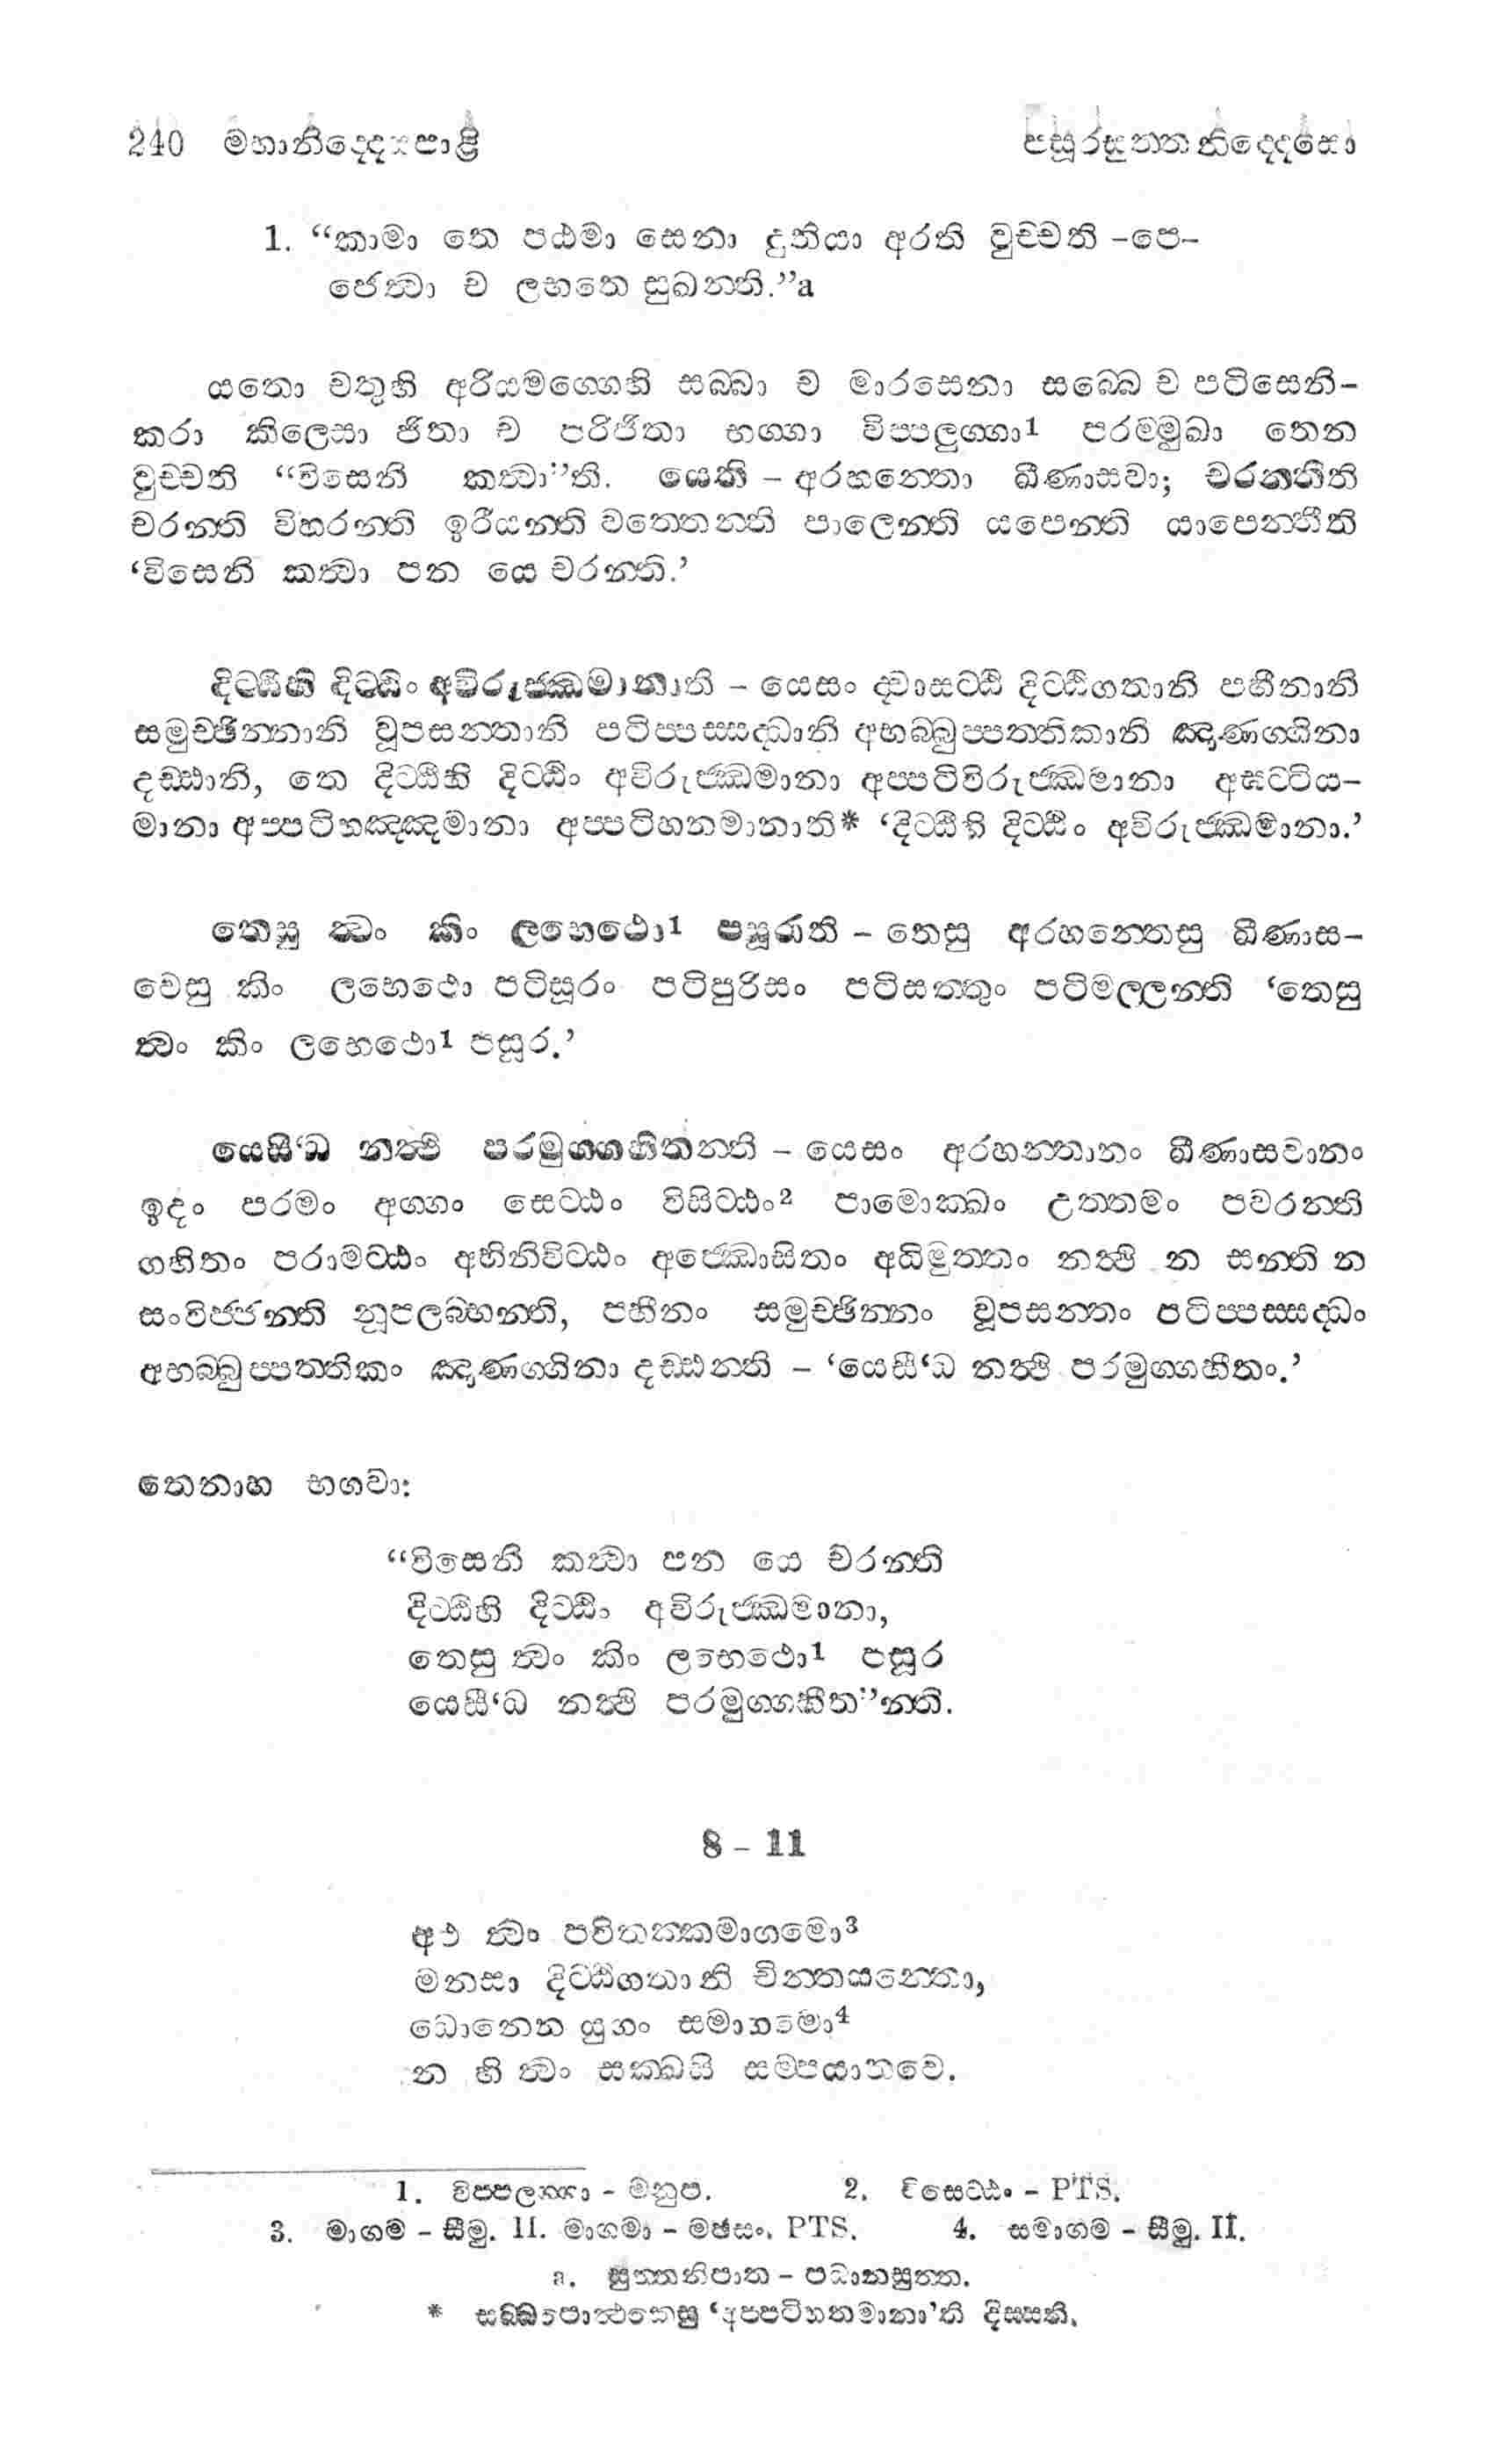 240 මහානිද්දෙසපාළි පසූරසුත්තනිද්දෙසො
1. “කාමා තෙ පඨමා සෙනා දුතියා අරති වුච්චති -පෙ-
ජෙත්වා ච ලභතෙ සුඛන්ති.”a
යතො චතුහි අරියමග්ගෙහි සබ්බා ච මාරසෙනා සබ්බෙ ච පටිසෙනි-
කරා කිලෙසා ජිතා ච පරිජිතා භග්ගා විප්පලුග්ගා1 පරම්මුඛා තෙන
වුච්චති “විසෙනි කත්වා”ති. යෙති – අරහන්තො ඛීණාසවා; චරන්තීති
චරන්ති විහරන්ති ඉරියන්ති වත්තෙන්ති පාලෙන්ති යපෙන්ති යාපෙන්තීති
‘විසෙනි කත්වා පන යෙ චරන්ති.’
දිට්ඨීහි දිට්ඨිං අවිරුජ්ඣමානාති – යෙසං ද්වාසට්ඨි දිට්ඨිගතානි පහීනානි
සමුච්ඡින්නානි වූපසන්තානි පටිප්පස්සද්ධානි අභබ්බුප්පත්තිකානි ඤාණග්ගිනා
දඩ්ඪානි, තෙ දිට්ඨීහි දිට්ඨිං අවිරුජ්ඣමානා අප්පටිවිරුජ්ඣමානා අඝට්ටිය-
මානා අප්පටිහඤ්ඤමානා අප්පටිහනමානාති* ‘දිට්ඨීහි දිට්ඨිං අවිරුජ්ඣමානා.’
තෙසු ත්වං කිං ලභෙථො1 පසූරාති – තෙසු අරහන්තෙසු ඛීණාස-
වෙසු කිං ලභෙථො පටිසූරං පටිපුරිසං පටිසත්තුං පටිමල්ලන්ති ‘තෙසු
ත්වං කිං ලභෙථො1 පසූර.’
යෙසී‘ධ නත්ථි පරමුග්ගහීතන්ති – යෙසං අරහන්තානං ඛීණාසවානං
ඉදං පරමං අග්ගං සෙට්ඨං විසිට්ඨං2 පාමොක්ඛං උත්තමං පවරන්ති
ගහිතං පරාමට්ඨං අභිනිවිට්ඨං අජ්ඣොසිතං අධිමුත්තං නත්ථි න සන්ති න
සංවිජ්ජන්ති නූපලබ්භන්ති, පහීනං සමුච්ඡින්නං වූපසන්තං පටිප්පස්සද්ධං
අභබ්බුප්පත්තිකං ඤාණග්ගිනා දඩ්ඪන්ති – ‘යෙසී‘ධ නත්ථි පරමුග්ගහීතං.’
තෙනාහ භගවා:
“විසෙනි කත්වා පන යෙ චරන්ති
දිට්ඨීහි දිට්ඨිං අවිරුජ්ඣමානා,
තෙසු ත්වං කිං ලභෙථො1 පසූර
යෙසී‘ධ නත්ථි පරමුග්ගහීත”න්ති.
8 – 11
අථ ත්වං පවිතක්කමාගමො3
මනසා දිට්ඨිගතානි චින්තයන්තො,
ධොනෙන යුගං සමාගමො4
න හි ත්වං සක්ඛසි සම්පයාතවෙ.
1. විප්පලග්ගා – මනුප. 2. විසෙට්ඨං – PTS.
3. මාගම – සීමු. II. මාගමා – මඡසං. PTS. 4. සමාගම – සීමු. II.
a. සුත්තනිපාත – පධානසුත්ත.
* සබ්බපොත්ථකෙසු ‘අප්පටිහතමානා’ති දිස්සති.